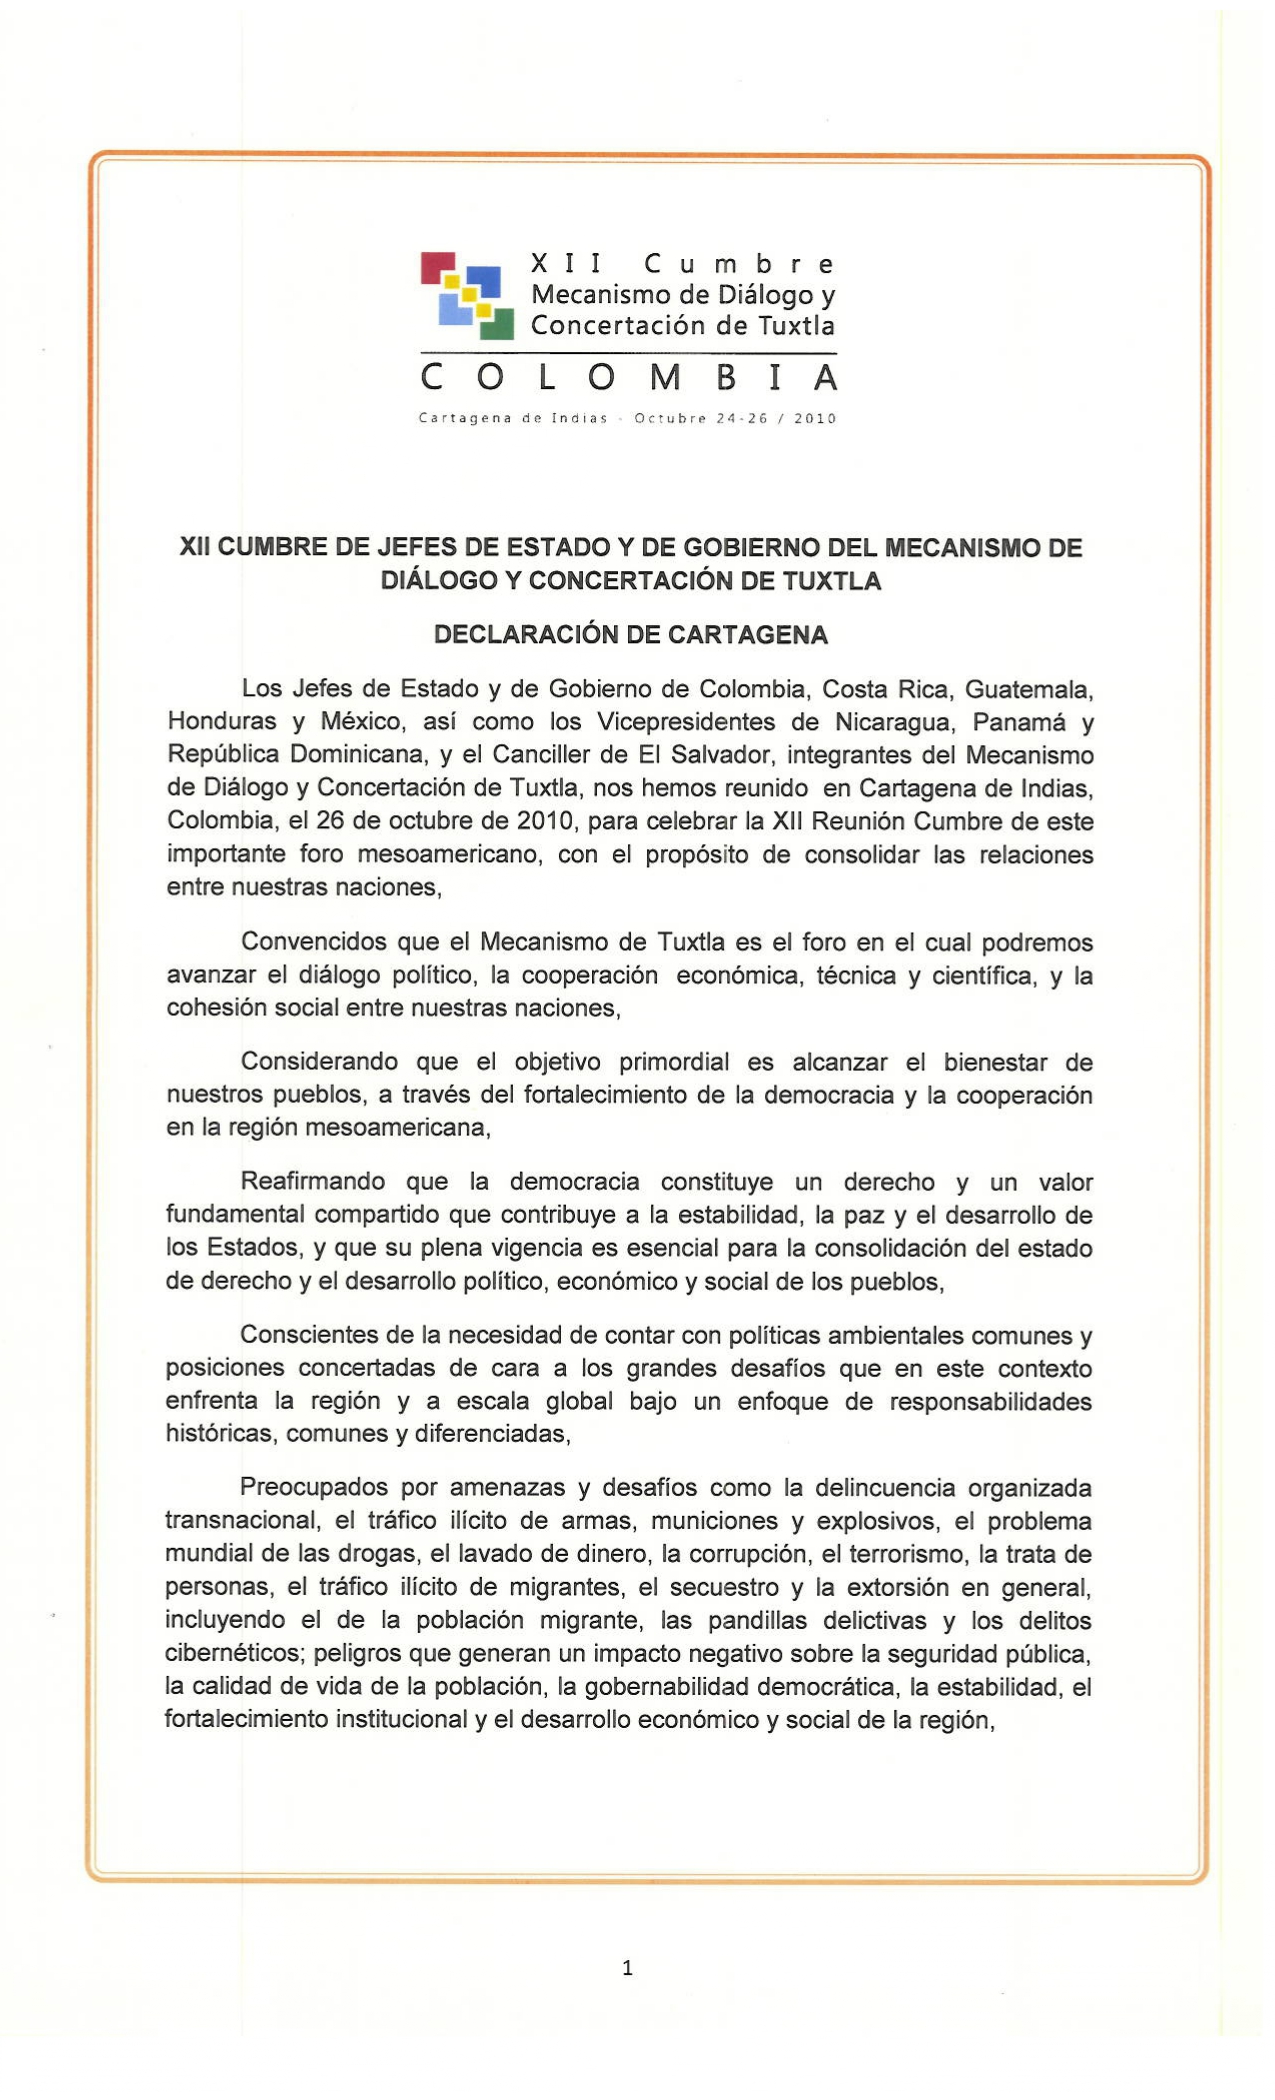 XII Cumbre
Mecanismo de Diálogo y
Concertación de Tuxtla
COLOMBIA
Cartagena de Indias - Octubre 24-26 / 2010
XII CUMBRE DE JEFES DE ESTADO Y DE GOBIERNO DEL MECANISMO DE
DIÁLOGO Y CONCERTACIÓN DE TUXTLA
DECLARACIÓN DE CARTAGENA
Los Jefes de Estado y de Gobierno de Colombia, Costa Rica, Guatemala,
Honduras y México, así como los Vicepresidentes de Nicaragua, Panamá y
República Dominicana, y el Canciller de El Salvador, integrantes del Mecanismo
de Diálogo y Concertación de Tuxtla, nos hemos reunido en Cartagena de Indias,
Colombia, el 26 de octubre de 2010, para celebrar la XII Reunión Cumbre de este
importante foro mesoamericano, con el propósito de consolidar las relaciones
entre nuestras naciones,
Convencidos que el Mecanismo de Tuxtla es el foro en el cual podremos
avanzar el diálogo político, la cooperación económica, técnica y científica, y la
cohesión social entre nuestras naciones,
Considerando que el objetivo primordial es alcanzar el bienestar de
nuestros pueblos, a través del fortalecimiento de la democracia y la cooperación
en la región mesoamericana,
Reafirmando que la democracia constituye un derecho y un valor
fundamental compartido que contribuye a la estabilidad, la paz y el desarrollo de
los Estados, y que su plena vigencia es esencial para la consolidación del estado
de derecho y el desarrollo político, económico y social de los pueblos,
Conscientes de la necesidad de contar con políticas ambientales comunes y
posiciones concertadas de cara a los grandes desafíos que en este contexto
enfrenta la región y a escala global bajo un enfoque de responsabilidades
históricas, comunes y diferenciadas,
Preocupados por amenazas y desafíos como la delincuencia organizada
transnacional, el tráfico ilícito de armas, municiones y explosivos, el problema
mundial de las drogas, el lavado de dinero, la corrupción, el terrorismo, la trata de
personas, el tráfico ilícito de migrantes, el secuestro y la extorsión en general,
incluyendo el de la población migrante, las pandillas delictivas y los delitos
cibernéticos; peligros que generan un impacto negativo sobre la seguridad pública,
la calidad de vida de la población, la gobernabilidad democrática, la estabilidad, el
fortalecimiento institucional y el desarrollo económico y social de la región,
1